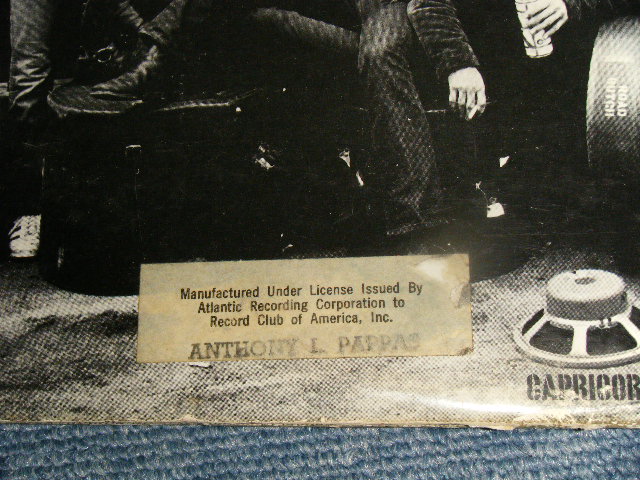 Manufactured Under License Issued By
Atlantic Recording Corporation to
Record Club of America, Inc.
ANTHONY L. PAPPAS
CAPRICOR